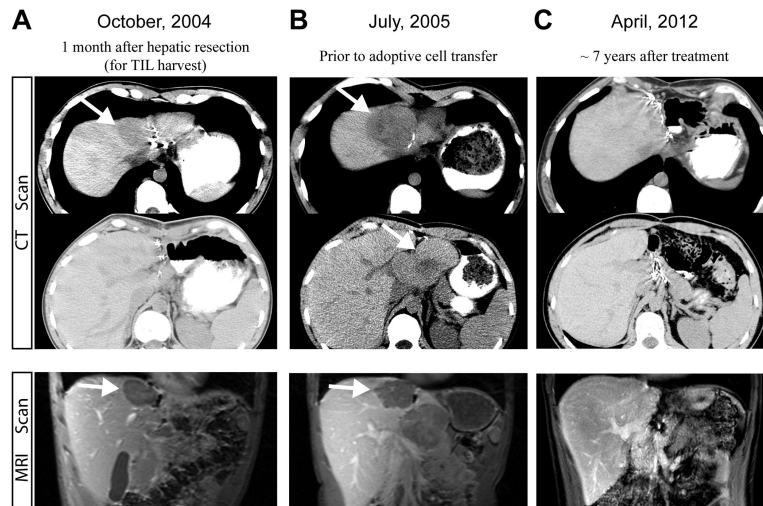 A
October, 2004
1 month after hepatic resection
(for TIL harvest)
B
July, 2005
Prior to adoptive cell transfer
C
April, 2012
~ 7 years after treatment
CT Scan
MRI Scan